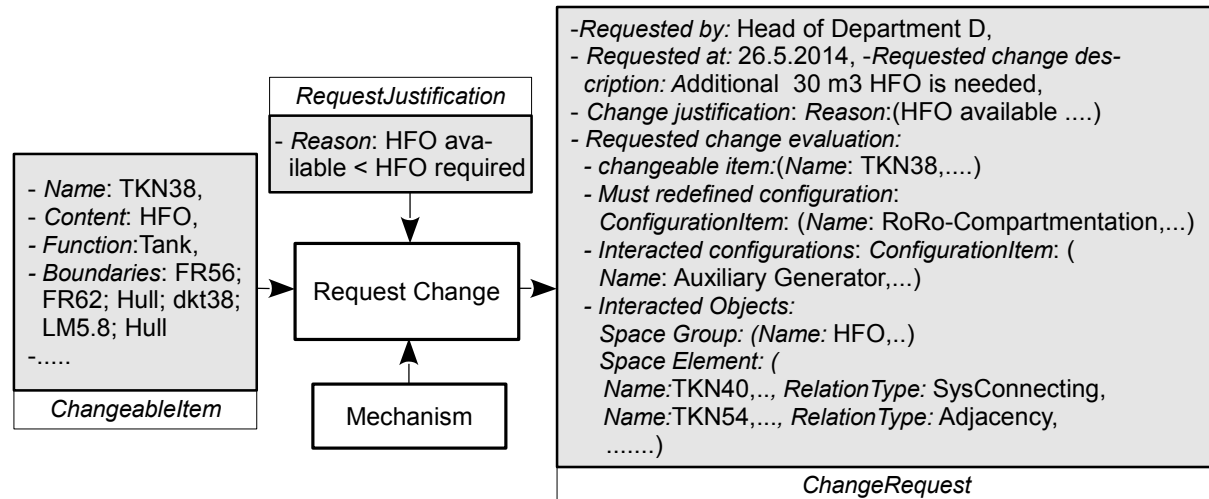 - Name: TKN38,
- Content: HFO,
- Function:Tank,
- Boundaries: FR56;
FR62; Hull; dkt38;
LM5.8; Hull
-.....
ChangeableItem
RequestJustification
- Reason: HFO ava-
ilable < HFO required
Request Change
Mechanism
-Requested by: Head of Department D,
- Requested at: 26.5.2014, -Requested change des-
cription: Additional 30 m3 HFO is needed,
- Change justification: Reason:(HFO available ....)
- Requested change evaluation:
- changeable item:(Name: TKN38,....)
- Must redefined configuration:
ConfigurationItem: (Name: RoRo-Compartmentation,...)
- Interacted configurations: ConfigurationItem: (
Name: Auxiliary Generator,...)
- Interacted Objects:
Space Group: (Name: HFO,..)
Space Element: (
Name:TKN40,.., RelationType: SysConnecting,
Name:TKN54,..., RelationType: Adjacency,
.......)
ChangeRequest